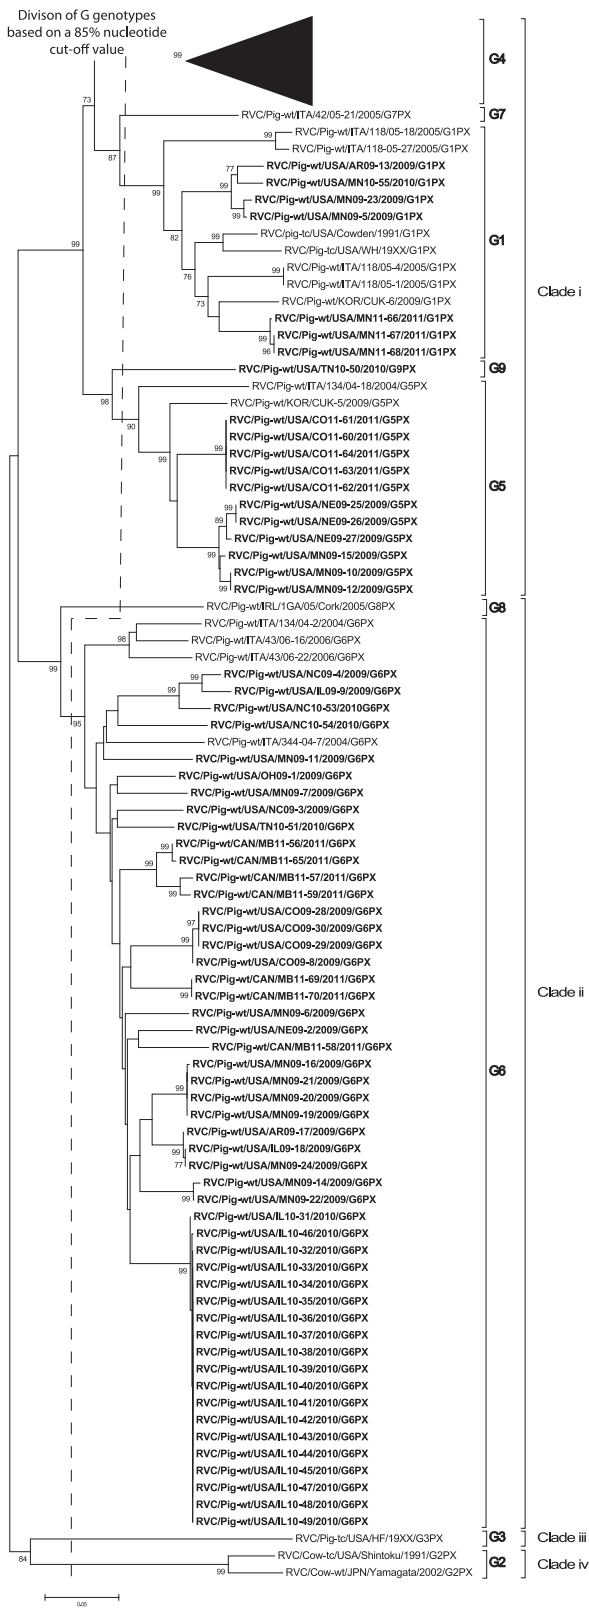 Divison of G genotypes
based on a 85% nucleotide
cut-off value
99
G4
73
RVC/Pig-wt/ITA/42/05-21/2005/G7PX
G7
87
RVC/Pig-wt/ITA/118/05-18/2005/G1PX
99
RVC/Pig-wt/ITA/118-05-27/2005/G1PX
77
RVC/Pig-wt/USA/AR09-13/2009/G1PX
99
99
RVC/Pig-wt/USA/MN10-55/2010/G1PX
RVC/Pig-wt/USA/MN09-23/2009/G1PX
99
RVC/Pig-wt/USA/MN09-5/2009/G1PX
82
RVC/pig-tc/USA/Cowden/1991/G1PX
99
99
G1
RVC/Pig-tc/USA/WH/19XX/G1PX
RVC/Pig-wt/ITA/118/05-4/2005/G1PX
76
99
RVC/Pig-wt/ITA/118/05-1/2005/G1PX
Clade i
73
RVC/Pig-wt/KOR/CUK-6/2009/G1PX
RVC/Pig-wt/USA/MN11-66/2011/G1PX
99
RVC/Pig-wt/USA/MN11-67/2011/G1PX
96
RVC/Pig-wt/USA/MN11-68/2011/G1PX
RVC/Pig-wt/USA/TN10-50/2010/G9PX
G9
98
RVC/Pig-wt/ITA/134/04-18/2004/G5PX
90
RVC/Pig-wt/KOR/CUK-5/2009/G5PX
RVC/Pig-wt/USA/CO11-61/2011/G5PX
RVC/Pig-wt/USA/CO11-60/2011/G5PX
99
99
RVC/Pig-wt/USA/CO11-64/2011/G5PX
RVC/Pig-wt/USA/CO11-63/2011/G5PX
RVC/Pig-wt/USA/CO11-62/2011/G5PX
G5
99
RVC/Pig-wt/USA/NE09-25/2009/G5PX
89
RVC/Pig-wt/USA/NE09-26/2009/G5PX
RVC/Pig-wt/USA/NE09-27/2009/G5PX
99
RVC/Pig-wt/USA/MN09-15/2009/G5PX
RVC/Pig-wt/USA/MN09-10/2009/G5PX
99
RVC/Pig-wt/USA/MN09-12/2009/G5PX
RVC/Pig-wt/IRL/1GA/05/Cork/2005/G8PX
G8
RVC/Pig-wt/ITA/134/04-2/2004/G6PX
98
RVC/Pig-wt/ITA/43/06-16/2006/G6PX
RVC/Pig-wt/ITA/43/06-22/2006/G6PX
99
RVC/Pig-wt/USA/NC09-4/2009/G6PX
99
99
RVC/Pig-wt/USA/IL09-9/2009/G6PX
RVC/Pig-wt/USA/NC10-53/2010G6PX
95
RVC/Pig-wt/USA/NC10-54/2010/G6PX
RVC/Pig-wt/ITA/344-04-7/2004/G6PX
RVC/Pig-wt/USA/MN09-11/2009/G6PX
RVC/Pig-wt/USA/OH09-1/2009/G6PX
RVC/Pig-wt/USA/MN09-7/2009/G6PX
RVC/Pig-wt/USA/NC09-3/2009/G6PX
RVC/Pig-wt/USA/TN10-51/2010/G6PX
99
RVC/Pig-wt/CAN/MB11-56/2011/G6PX
99
RVC/Pig-wt/CAN/MB11-65/2011/G6PX
RVC/Pig-wt/CAN/MB11-57/2011/G6PX
99
RVC/Pig-wt/CAN/MB11-59/2011/G6PX
RVC/Pig-wt/USA/CO09-28/2009/G6PX
97
RVC/Pig-wt/USA/CO09-30/2009/G6PX
99
RVC/Pig-wt/USA/CO09-29/2009/G6PX
RVC/Pig-wt/USA/CO09-8/2009/G6PX
RVC/Pig-wt/CAN/MB11-69/2011/G6PX
99
RVC/Pig-wt/CAN/MB11-70/2011/G6PX
Clade ii
RVC/Pig-wt/USA/MN09-6/2009/G6PX
RVC/Pig-wt/USA/NE09-2/2009/G6PX
RVC/Pig-wt/CAN/MB11-58/2011/G6PX
RVC/Pig-wt/USA/MN09-16/2009/G6PX
G6
RVC/Pig-wt/USA/MN09-21/2009/G6PX
99
RVC/Pig-wt/USA/MN09-20/2009/G6PX
RVC/Pig-wt/USA/MN09-19/2009/G6PX
RVC/Pig-wt/USA/AR09-17/2009/G6PX
99
RVC/Pig-wt/USA/IL09-18/2009/G6PX
77
RVC/Pig-wt/USA/MN09-24/2009/G6PX
RVC/Pig-wt/USA/MN09-14/2009/G6PX
99
RVC/Pig-wt/USA/MN09-22/2009/G6PX
RVC/Pig-wt/USA/IL10-31/2010/G6PX
RVC/Pig-wt/USA/IL10-46/2010/G6PX
RVC/Pig-wt/USA/IL10-32/2010/G6PX
99
RVC/Pig-wt/USA/IL10-33/2010/G6PX
RVC/Pig-wt/USA/IL10-34/2010/G6PX
RVC/Pig-wt/USA/IL10-35/2010/G6PX
RVC/Pig-wt/USA/IL10-36/2010/G6PX
RVC/Pig-wt/USA/IL10-37/2010/G6PX
RVC/Pig-wt/USA/IL10-38/2010/G6PX
RVC/Pig-wt/USA/IL10-39/2010/G6PX
RVC/Pig-wt/USA/IL10-40/2010/G6PX
RVC/Pig-wt/USA/IL10-41/2010/G6PX
RVC/Pig-wt/USA/IL10-42/2010/G6PX
RVC/Pig-wt/USA/IL10-43/2010/G6PX
RVC/Pig-wt/USA/IL10-44/2010/G6PX
RVC/Pig-wt/USA/IL10-45/2010/G6PX
RVC/Pig-wt/USA/IL10-47/2010/G6PX
RVC/Pig-wt/USA/IL10-48/2010/G6PX
RVC/Pig-wt/USA/IL10-49/2010/G6PX
RVC/Pig-tc/USA/HF/19XX/G3PX
G3
Clade iii
84
RVC/Cow-tc/USA/Shintoku/1991/G2PX
G2
Clade iv
99
RVC/Cow-wt/JPN/Yamagata/2002/G2PX
0.05